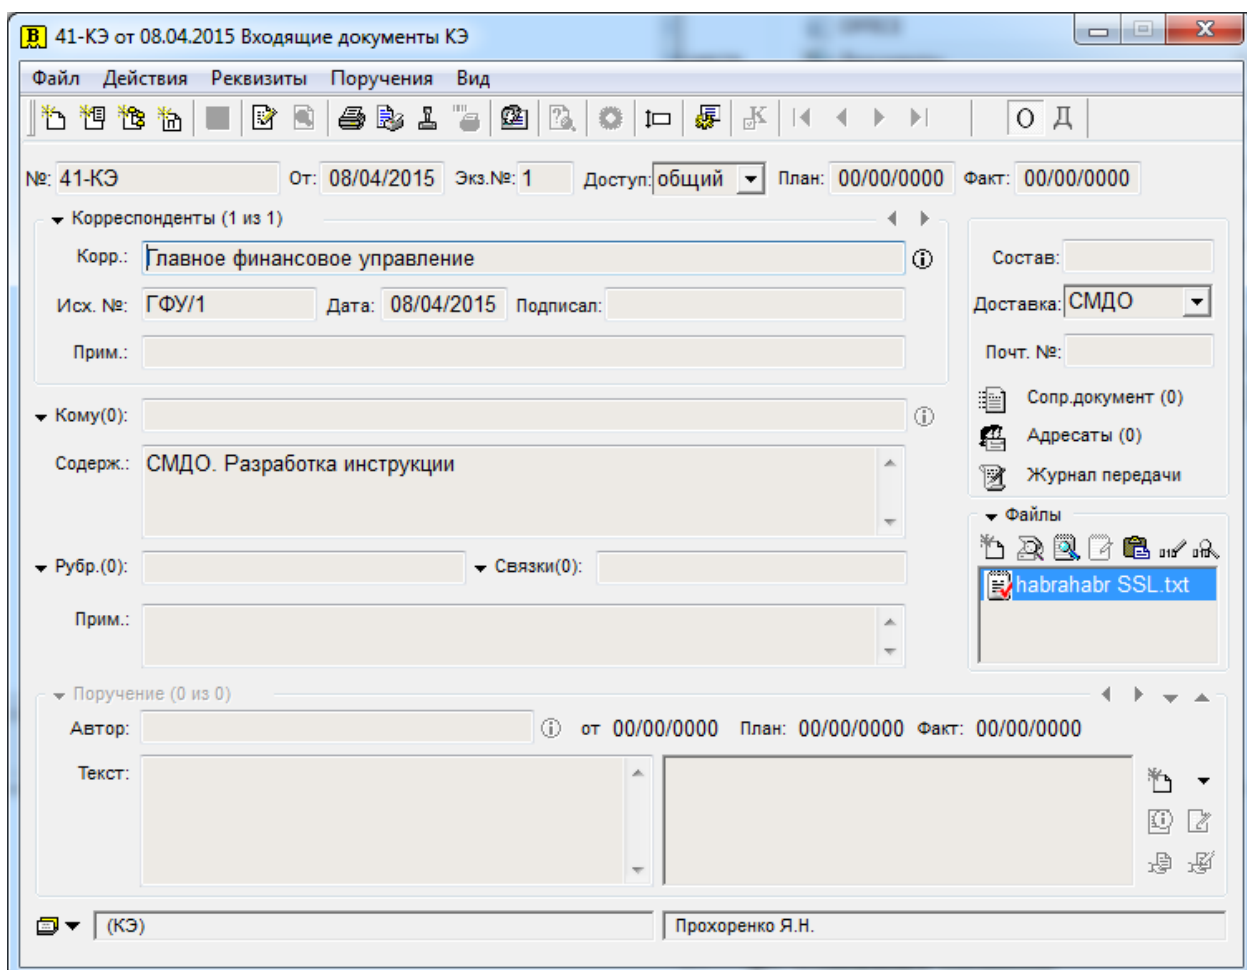 41-КЭ от 08.04.2015 Входящие документы КЭ
Файл Действия Реквизиты Поручения Вид
О Д
№: 41-КЭ От: 08/04/2015 Экз.№: 1 Доступ: общий План: 00/00/0000 Факт: 00/00/0000
Корреспонденты (1 из 1)
Корр.: Главное финансовое управление
Состав:
Исх. №: ГФУ/1 Дата: 08/04/2015 Подписал:
Доставка: СМДО
Прим.:
Почт. №:
Сопр.документ (0)
Кому(0):
Адресаты (0)
Содерж.: СМДО. Разработка инструкции
Журнал передачи
Файлы
Рубр.(0): Связки(0):
habrahabr SSL.txt
Прим.:
Поручение (0 из 0)
Автор: от 00/00/0000 План: 00/00/0000 Факт: 00/00/0000
Текст:
(КЭ) Прохоренко Я.Н.